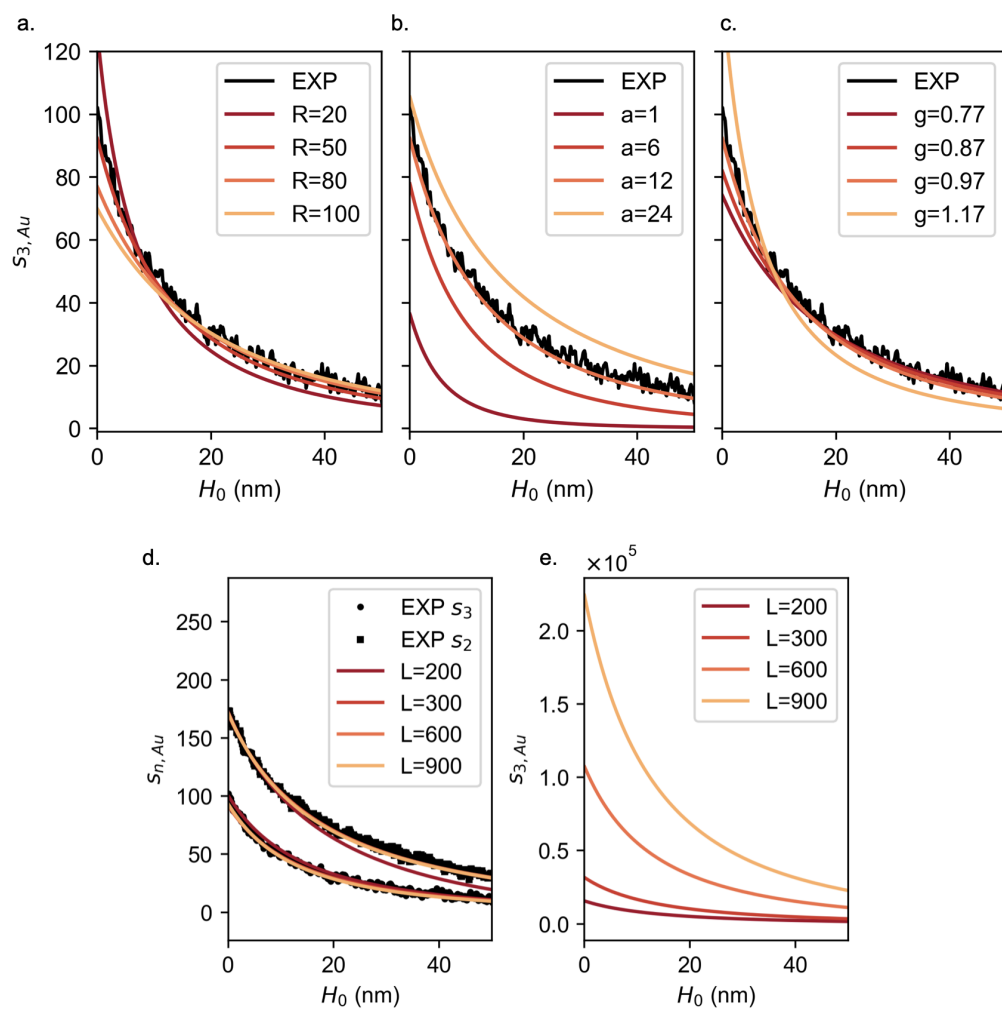 a.
b.
c.
120
100
80
60
40
20
0
s3,Au
EXP
R=20
R=50
R=80
R=100
EXP
a=1
a=6
a=12
a=24
EXP
g=0.77
g=0.87
g=0.97
g=1.17
0 20 40
0 20 40
0 20 40
H0 (nm)
H0 (nm)
H0 (nm)
d.
250
200
150
100
50
0
sn,Au
EXP s3
EXP s2
L=200
L=300
L=600
L=900
0 20 40
H0 (nm)
e.
×10^5
2.0
1.5
1.0
0.5
0.0
s3,Au
L=200
L=300
L=600
L=900
0 20 40
H0 (nm)